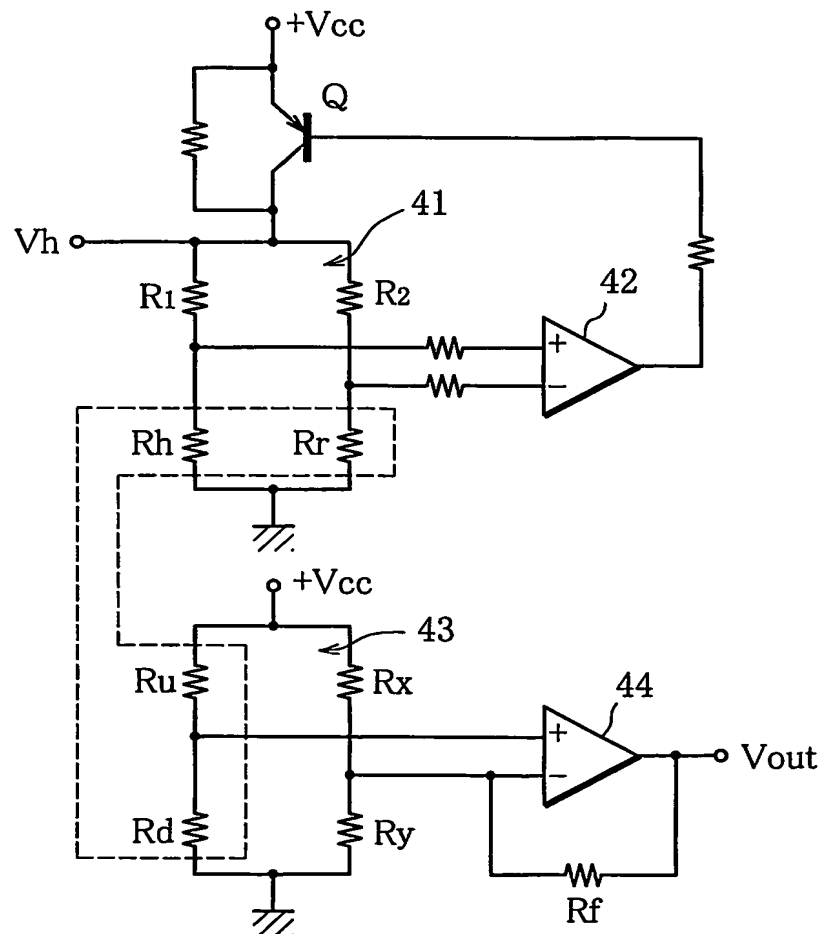 +Vcc
Q
41
Vh
R1
R2
42
+
−
Rh
Rr
+Vcc
43
Ru
Rx
44
+
−
Vout
Rd
Ry
Rf